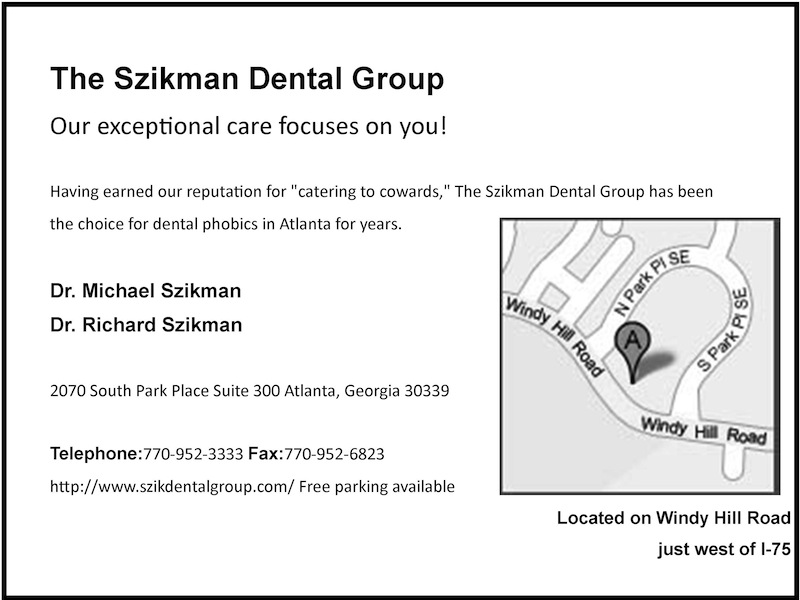 The Szikman Dental Group
Our exceptional care focuses on you!
Having earned our reputation for "catering to cowards," The Szikman Dental Group has been
the choice for dental phobics in Atlanta for years.
Dr. Michael Szikman
Dr. Richard Szikman
2070 South Park Place Suite 300 Atlanta, Georgia 30339
Telephone:770-952-3333 Fax:770-952-6823
http://www.szikdentalgroup.com/ Free parking available
N Park Pl SE
S Park Pl SE
Windy Hill Road
A
Windy Hill Road
Located on Windy Hill Road
just west of I-75